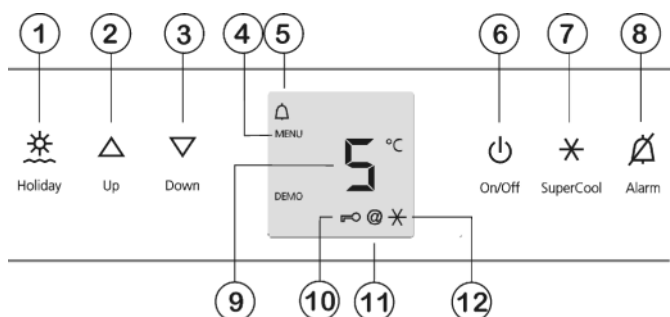 1 2 3 4 5 6 7 8
MENU
5 °C
Holiday Up Down On/Off SuperCool Alarm
DEMO
@
9 10 11 12